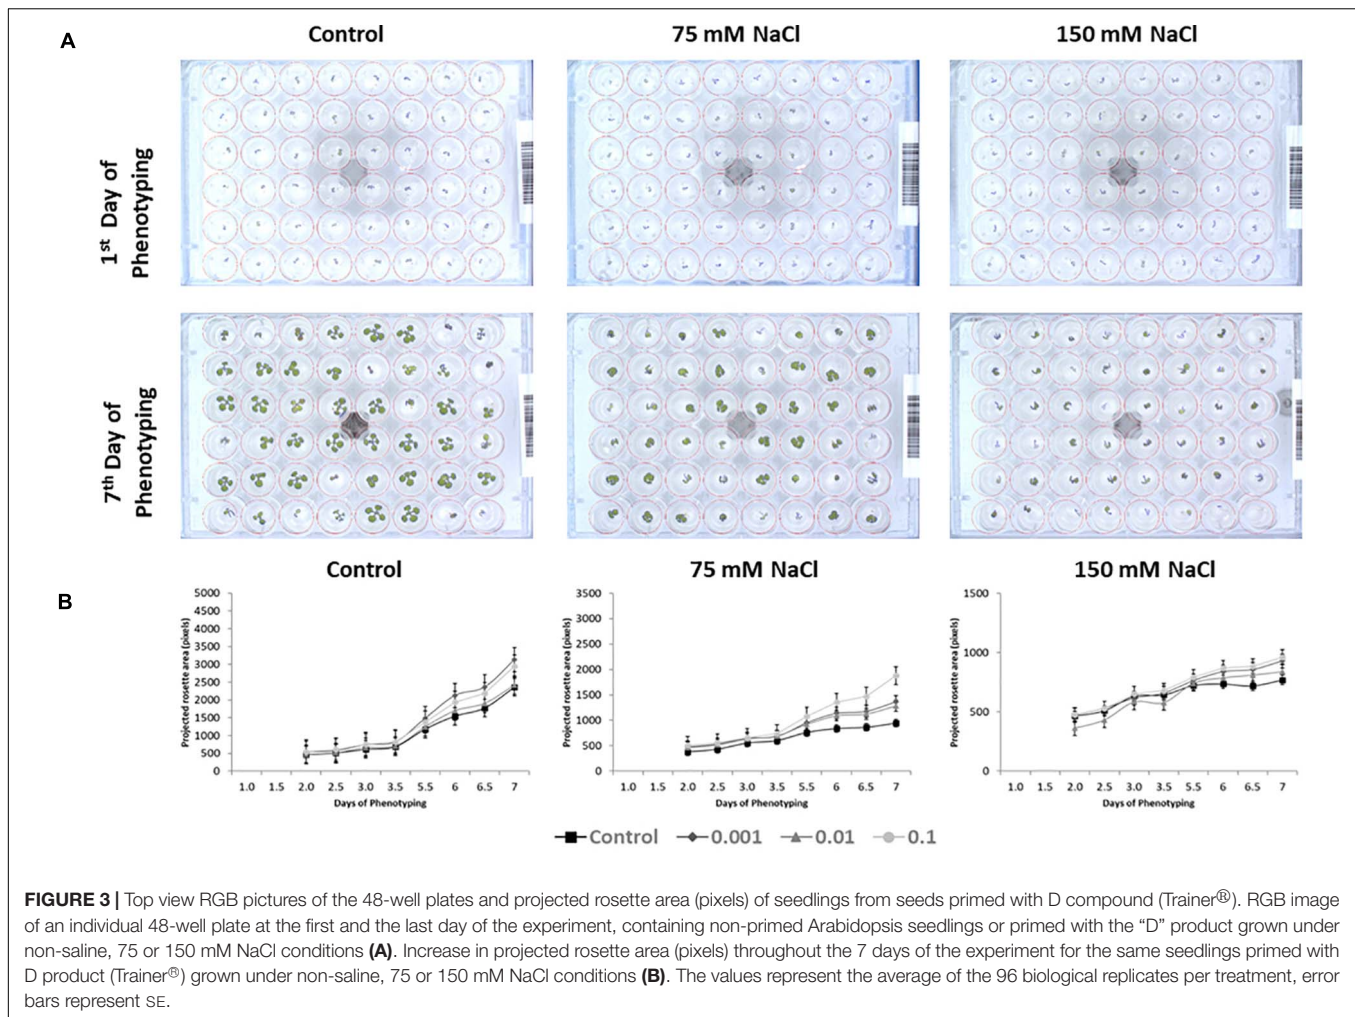 A
Control
75 mM NaCl
150 mM NaCl
1st Day of
Phenotyping
7th Day of
Phenotyping
B
Control
75 mM NaCl
150 mM NaCl
Projected rosette area (pixels)
5000
4500
4000
3500
3000
2500
2000
1500
1000
500
0
1.0 1.5 2.0 2.5 3.0 3.5 5.5 6 6.5 7
Days of Phenotyping
Projected rosette area (pixels)
3500
3000
2500
2000
1500
1000
500
0
1.0 1.5 2.0 2.5 3.0 3.5 5.5 6 6.5 7
Days of Phenotyping
Projected rosette area (pixels)
1500
1000
500
0
1.0 1.5 2.0 2.5 3.0 3.5 5.5 6 6.5 7
Days of Phenotyping
Control 0.001 0.01 0.1
FIGURE 3 | Top view RGB pictures of the 48-well plates and projected rosette area (pixels) of seedlings from seeds primed with D compound (Trainer®). RGB image
of an individual 48-well plate at the first and the last day of the experiment, containing non-primed Arabidopsis seedlings or primed with the “D” product grown under
non-saline, 75 or 150 mM NaCl conditions (A). Increase in projected rosette area (pixels) throughout the 7 days of the experiment for the same seedlings primed with
D product (Trainer®) grown under non-saline, 75 or 150 mM NaCl conditions (B). The values represent the average of the 96 biological replicates per treatment, error
bars represent SE.